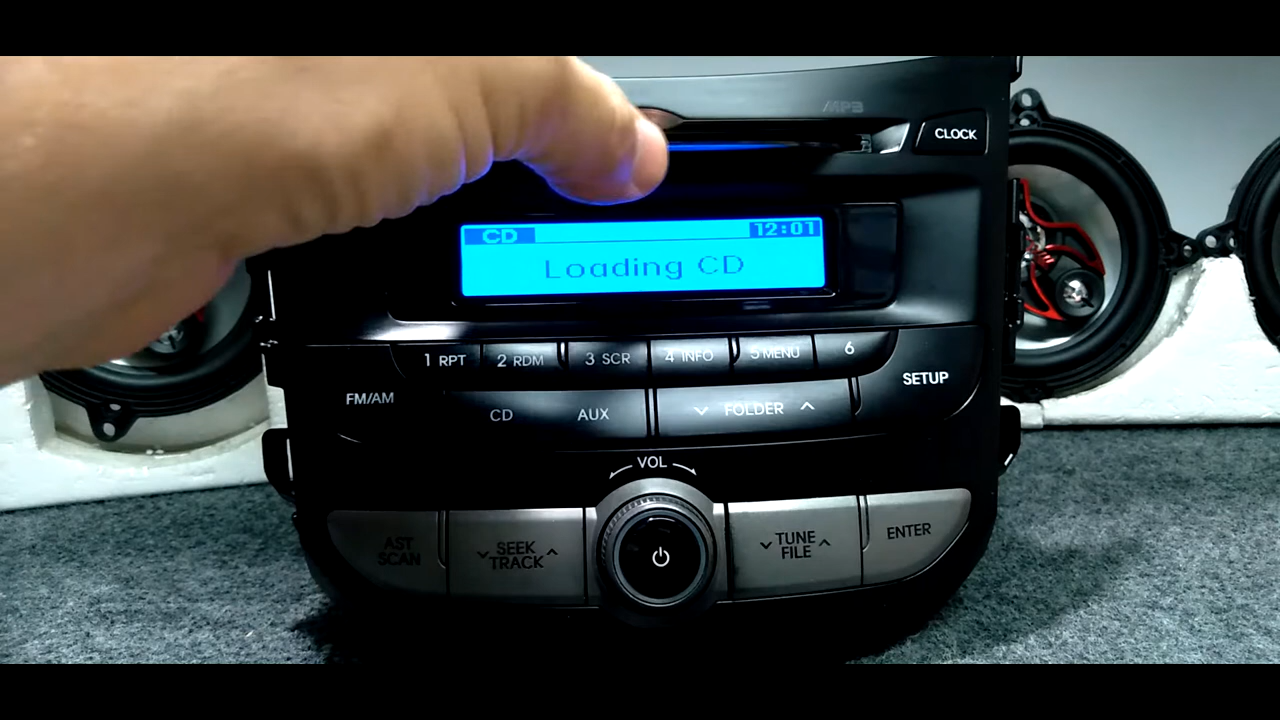 MP3
CLOCK
CD 12:01
Loading CD
1 RPT 2 RDM 3 SCR 4 INFO 5 MENU 6
FM/AM CD AUX FOLDER SETUP
VOL
AST SCAN
SEEK TRACK
TUNE FILE
ENTER